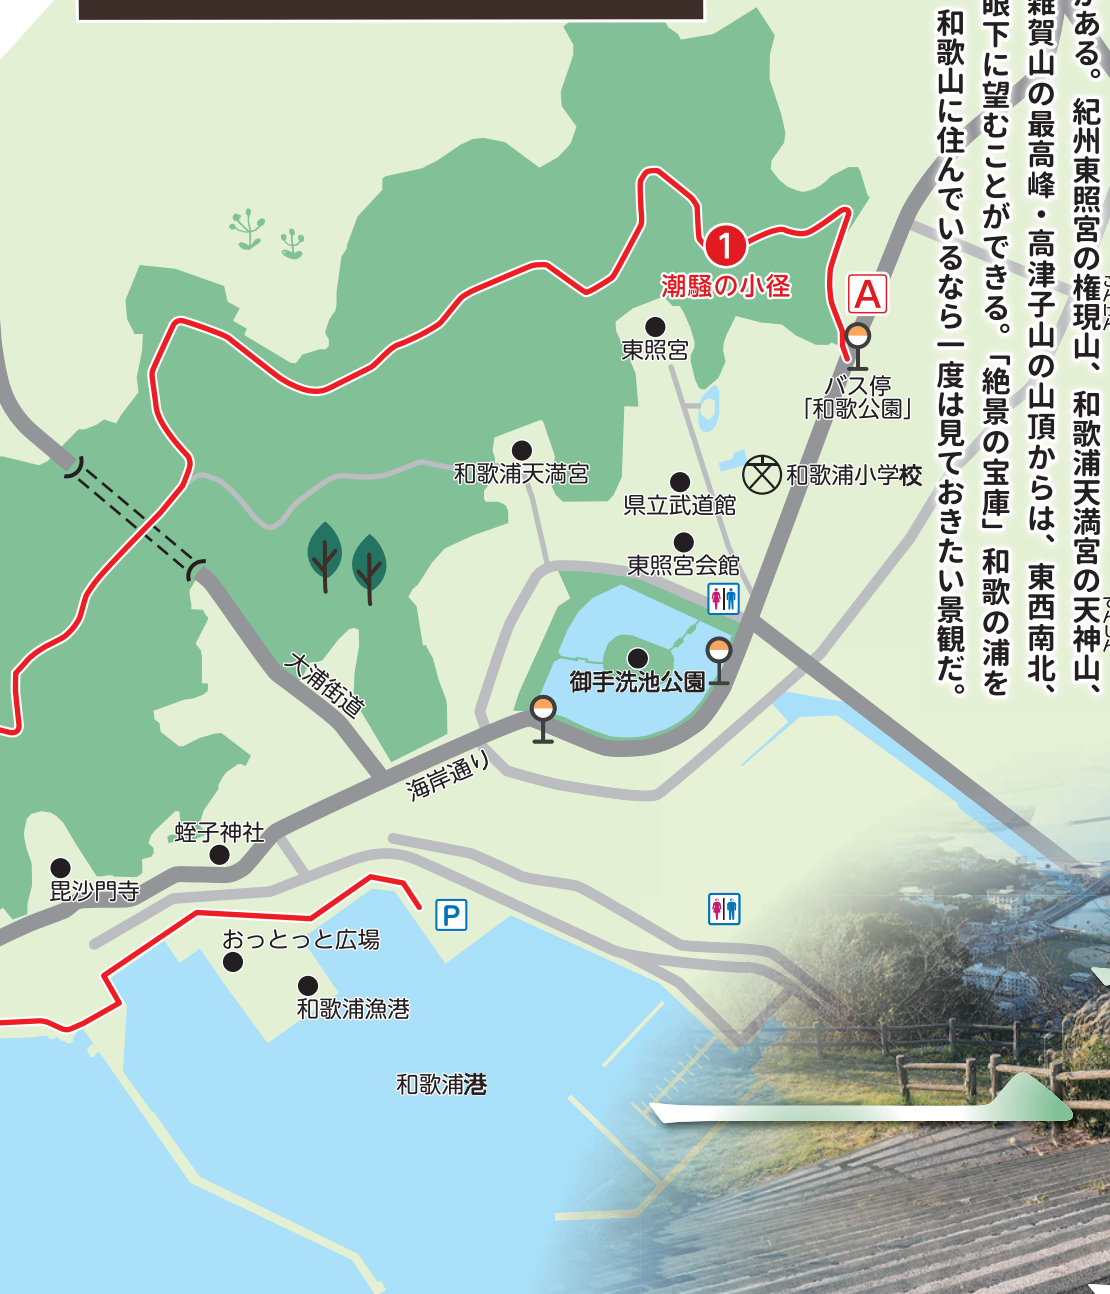 がある。紀州東照宮の権現山、和歌浦天満宮の天神山、
雑賀山の最高峰・高津子山の山頂からは、東西南北、
眼下に望むことができる。「絶景の宝庫」和歌の浦を
和歌山に住んでいるなら一度は見ておきたい景観だ。
てんじん
1
潮騒の小径
A
バス停
「和歌公園」
東照宮
和歌浦天満宮
和歌浦小学校
県立武道館
東照宮会館
御手洗池公園
大浦街道
海岸通り
蛭子神社
毘沙門寺
P
おっとっと広場
和歌浦漁港
和歌浦港